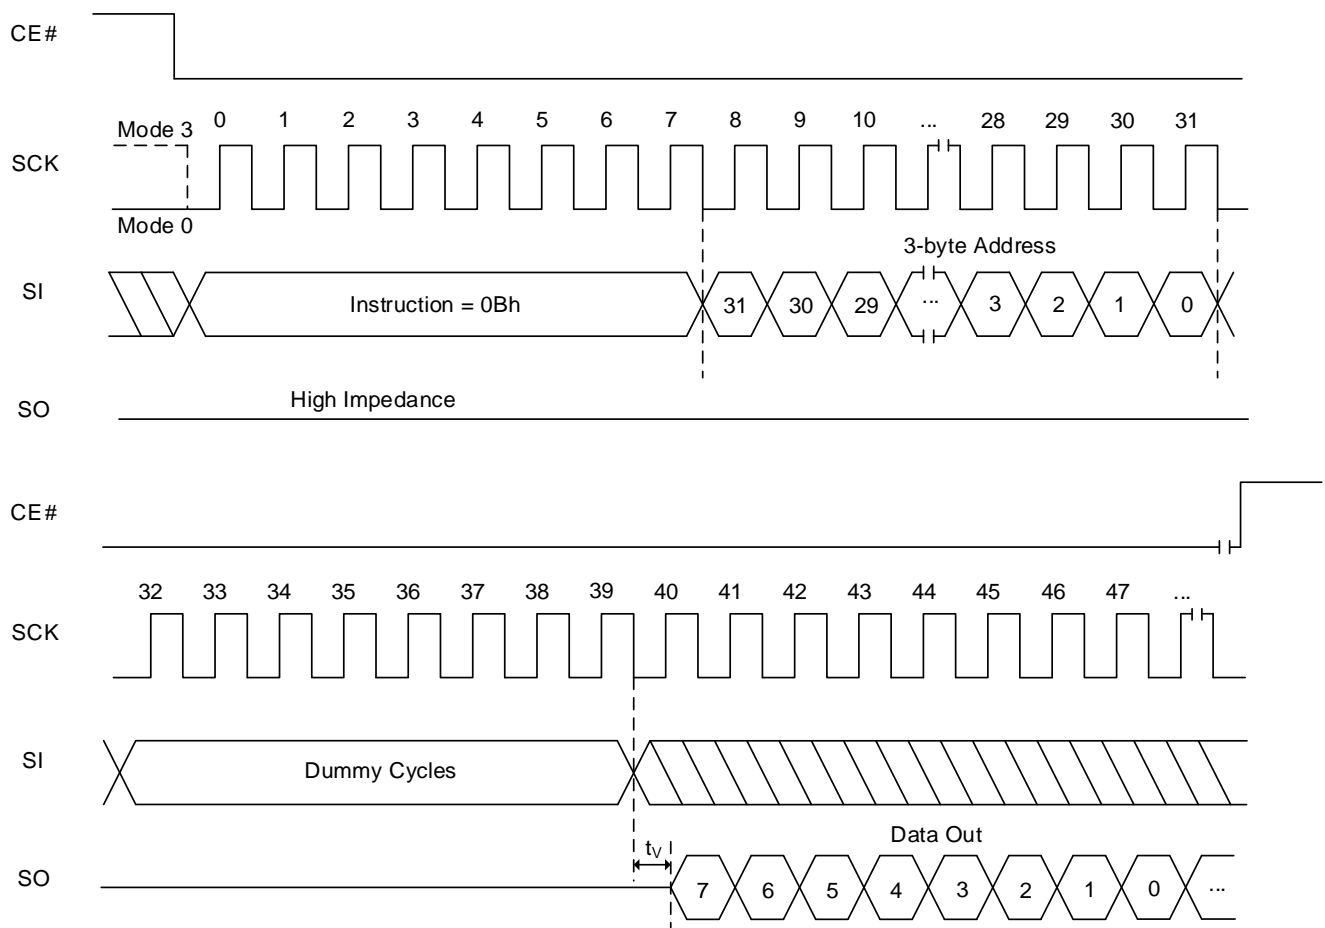 CE#
Mode 3
0 1 2 3 4 5 6 7 8 9 10 ... 28 29 30 31
SCK
Mode 0
3-byte Address
SI
Instruction = 0Bh
31 30 29 ... 3 2 1 0
High Impedance
SO
CE#
32 33 34 35 36 37 38 39 40 41 42 43 44 45 46 47 ...
SCK
SI
Dummy Cycles
Data Out
tV
SO
7 6 5 4 3 2 1 0 ...